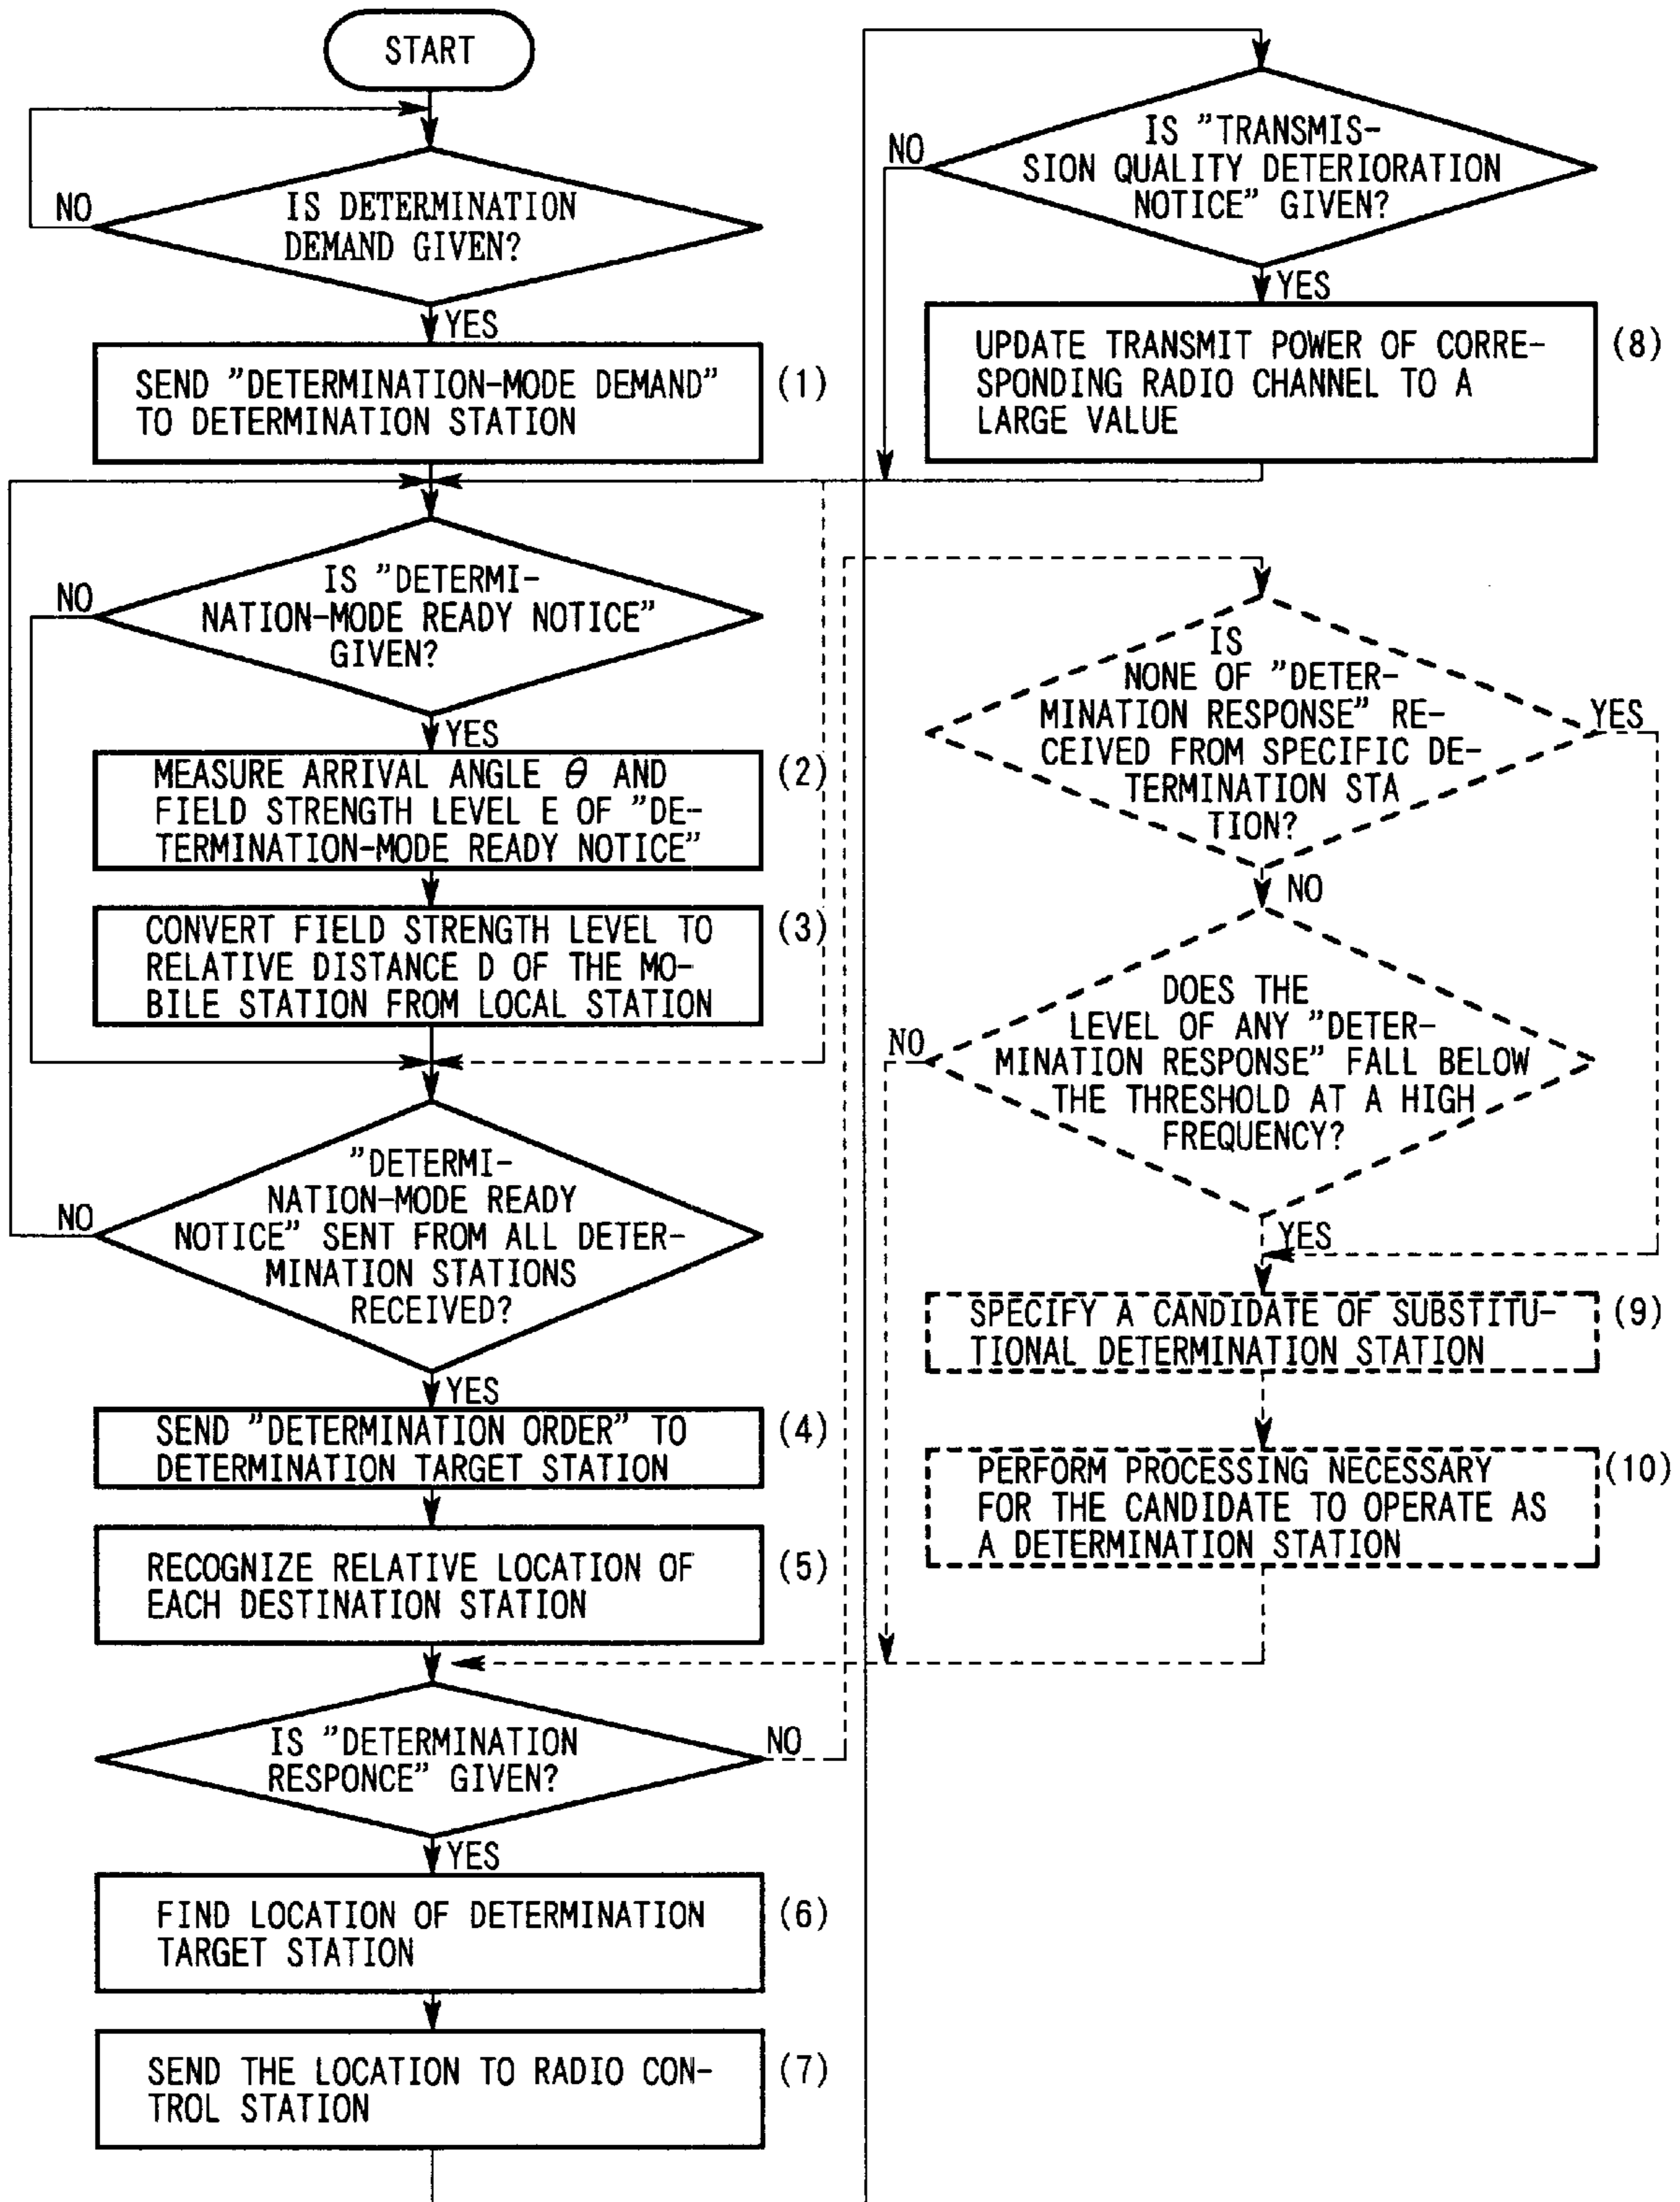 START
NO
IS DETERMINATION
DEMAND GIVEN?
YES
SEND "DETERMINATION-MODE DEMAND"
TO DETERMINATION STATION
(1)
NO
IS "DETERMI-
NATION-MODE READY NOTICE"
GIVEN?
YES
MEASURE ARRIVAL ANGLE θ AND
FIELD STRENGTH LEVEL E OF "DE-
TERMINATION-MODE READY NOTICE"
(2)
CONVERT FIELD STRENGTH LEVEL TO
RELATIVE DISTANCE D OF THE MO-
BILE STATION FROM LOCAL STATION
(3)
NO
"DETERMI-
NATION-MODE READY
NOTICE" SENT FROM ALL DETER-
MINATION STATIONS
RECEIVED?
YES
SEND "DETERMINATION ORDER" TO
DETERMINATION TARGET STATION
(4)
RECOGNIZE RELATIVE LOCATION OF
EACH DESTINATION STATION
(5)
IS "DETERMINATION
RESPONCE" GIVEN?
NO
YES
FIND LOCATION OF DETERMINATION
TARGET STATION
(6)
SEND THE LOCATION TO RADIO CON-
TROL STATION
(7)
NO
IS "TRANSMIS-
SION QUALITY DETERIORATION
NOTICE" GIVEN?
YES
UPDATE TRANSMIT POWER OF CORRE-
SPONDING RADIO CHANNEL TO A
LARGE VALUE
(8)
IS
NONE OF "DETER-
MINATION RESPONSE" RE-
CEIVED FROM SPECIFIC DE-
TERMINATION STA
TION?
YES
NO
DOES THE
LEVEL OF ANY "DETER-
MINATION RESPONSE" FALL BELOW
THE THRESHOLD AT A HIGH
FREQUENCY?
NO
YES
SPECIFY A CANDIDATE OF SUBSTITU-
TIONAL DETERMINATION STATION
(9)
PERFORM PROCESSING NECESSARY
FOR THE CANDIDATE TO OPERATE AS
A DETERMINATION STATION
(10)